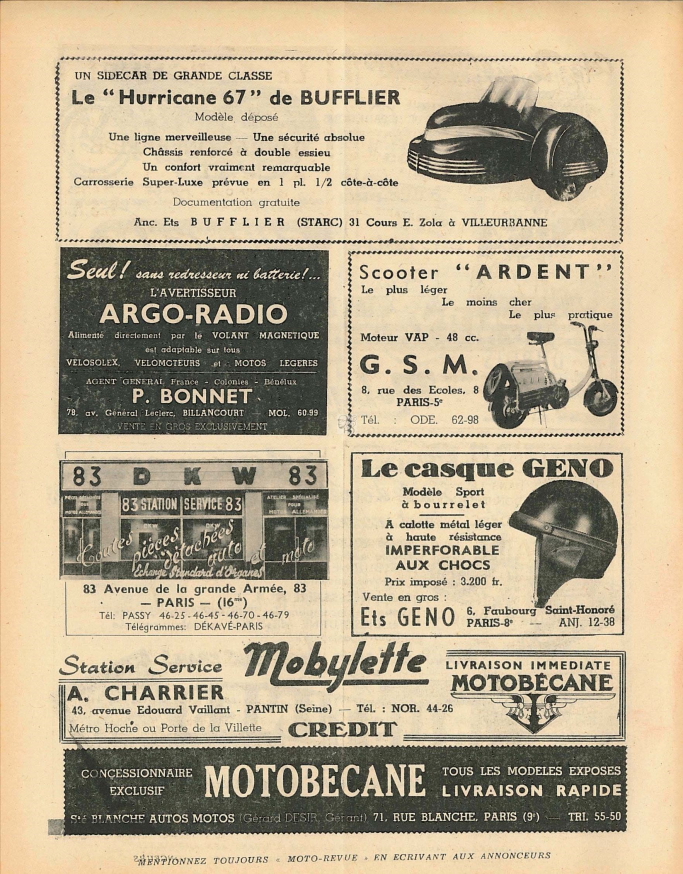 UN SIDECAR DE GRANDE CLASSE
Le "Hurricane 67" de BUFFLIER
Modèle déposé
Une ligne merveilleuse — Une sécurité absolue
Châssis renforcé à double essieu
Un confort vraiment remarquable
Carrosserie Super-Luxe prévue en 1 pl. 1/2 côte-à-côte
Documentation gratuite
Anc. Ets BUFFLIER (STARC) 31 Cours E. Zola à VILLEURBANNE
Seul! sans redresseur ni batterie!...
L'AVERTISSEUR
ARGO-RADIO
Alimenté directement par le VOLANT MAGNETIQUE
est adaptable sur tous
VELOSOLEX, VELOMOTEURS et MOTOS LEGERES
AGENT GENERAL France - Colonies - Bénélux
P. BONNET
78, av. Général Leclerc, BILLANCOURT — MOL. 60-99
VENTE EN GROS EXCLUSIVEMENT
Scooter "ARDENT"
Le plus léger
Le moins cher
Le plus pratique
Moteur VAP - 48 cc.
G. S. M.
8, rue des Ecoles, 8
PARIS-5e
Tél. : ODE. 62-98
83 DKW 83
83 STATION SERVICE 83
ATELIER SPÉCIALISÉ
POUR
DKW DKW
Toutes pièces détachées auto et moto
Echange Standard d'Organes
83 Avenue de la grande Armée, 83
— PARIS — (16me)
Tél: PASSY 46-25 - 46-45 - 46-70 - 46-79
Télégrammes: DÉKAVÉ-PARIS
Le casque GENO
Modèle Sport
à bourrelet
A calotte métal léger
à haute résistance
IMPERFORABLE
AUX CHOCS
Prix imposé : 3.200 fr.
Vente en gros :
Ets GENO 6, Faubourg Saint-Honoré
PARIS-8e — ANJ. 12-38
Station Service Mobylette
A. CHARRIER
43, avenue Edouard Vaillant - PANTIN (Seine) — Tél. : NOR. 44-26
Métro Hoche ou Porte de la Villette
CREDIT
LIVRAISON IMMEDIATE
MOTOBÉCANE
CONCESSIONNAIRE
EXCLUSIF
MOTOBECANE
TOUS LES MODELES EXPOSES
LIVRAISON RAPIDE
Sté BLANCHE AUTOS MOTOS (Gérard DESIR, Gérant) 71, RUE BLANCHE, PARIS (9e) — TRI. 55-50
MENTIONNEZ TOUJOURS « MOTO-REVUE » EN ECRIVANT AUX ANNONCEURS